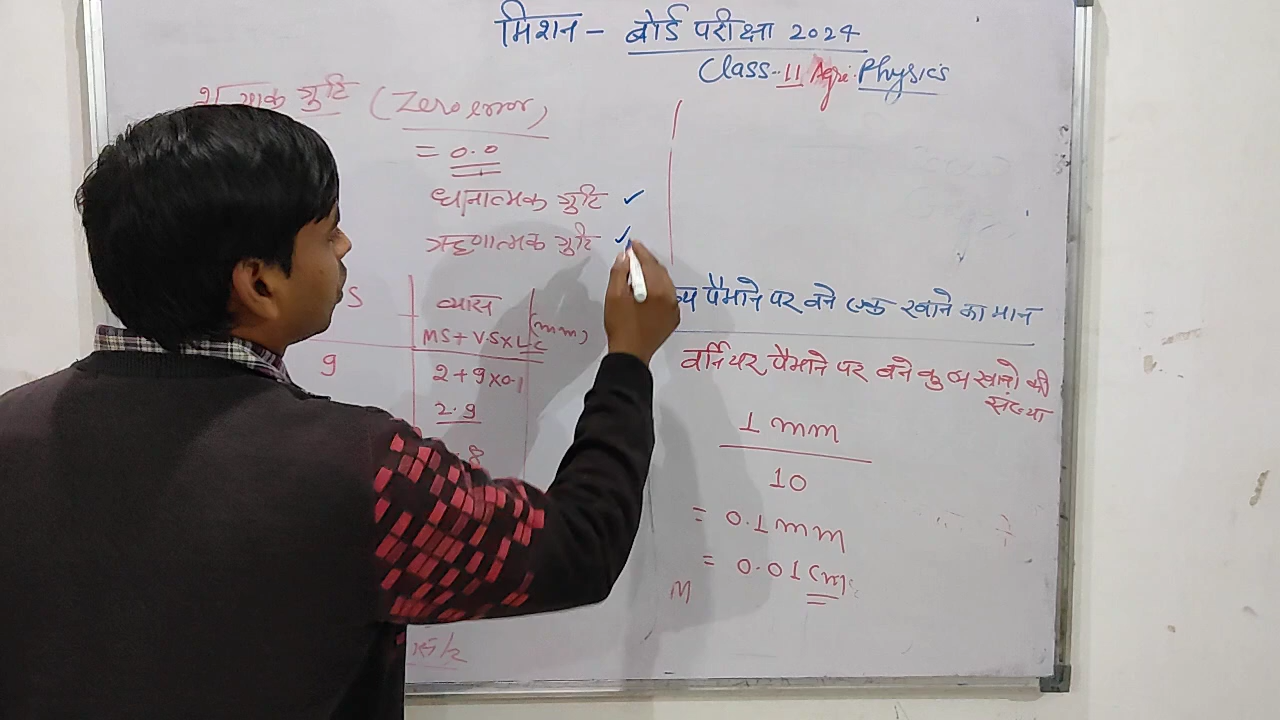 मिशन - बोर्ड परीक्षा 2024
Class-11 Agri. Physics
त्रुटि (Zero error)
= 0.0
धनात्मक त्रुटि ✓
ऋणात्मक त्रुटि ✓
S व्यास
MS + V.S x L.C (mm)
9 2 + 9 x 0.1
2.9
8
पैमाने पर बने एक खाने का मान
वर्नियर पैमाने पर बने कुल खानो की
संख्या
1 mm
10
= 0.1 mm
= 0.01 cm
M